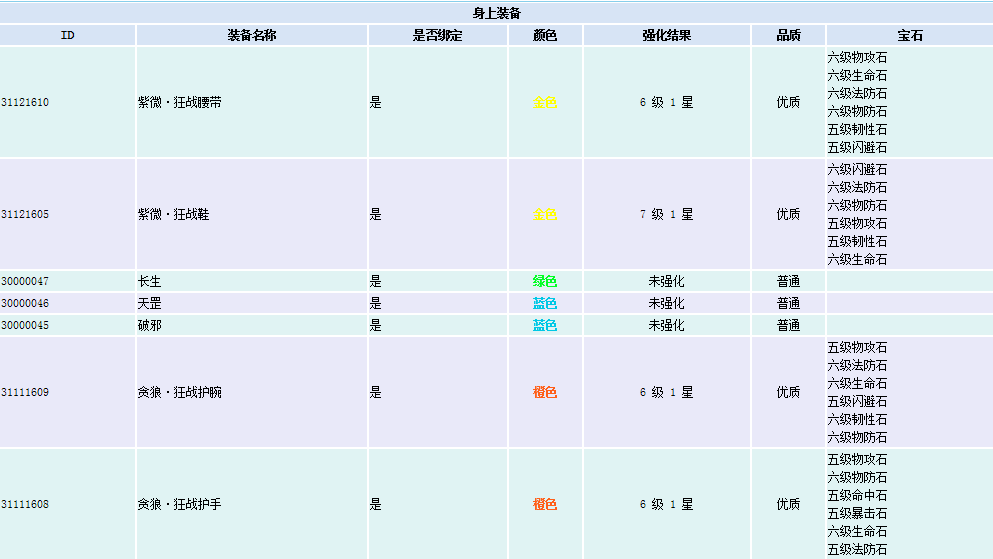 身上装备
ID 装备名称 是否绑定 颜色 强化结果 品质 宝石
31121610 紫微·狂战腰带 是 金色 6 级 1 星 优质
六级物攻石
六级生命石
六级法防石
六级物防石
五级韧性石
五级闪避石
31121605 紫微·狂战鞋 是 金色 7 级 1 星 优质
六级闪避石
六级法防石
六级物防石
五级物攻石
五级韧性石
六级生命石
30000047 长生 是 绿色 未强化 普通
30000046 天罡 是 蓝色 未强化 普通
30000045 破邪 是 蓝色 未强化 普通
31111609 贪狼·狂战护腕 是 橙色 6 级 1 星 优质
五级物攻石
六级法防石
六级生命石
五级闪避石
六级韧性石
六级物防石
31111608 贪狼·狂战护手 是 橙色 6 级 1 星 优质
五级物攻石
六级物防石
五级命中石
五级暴击石
六级生命石
五级法防石